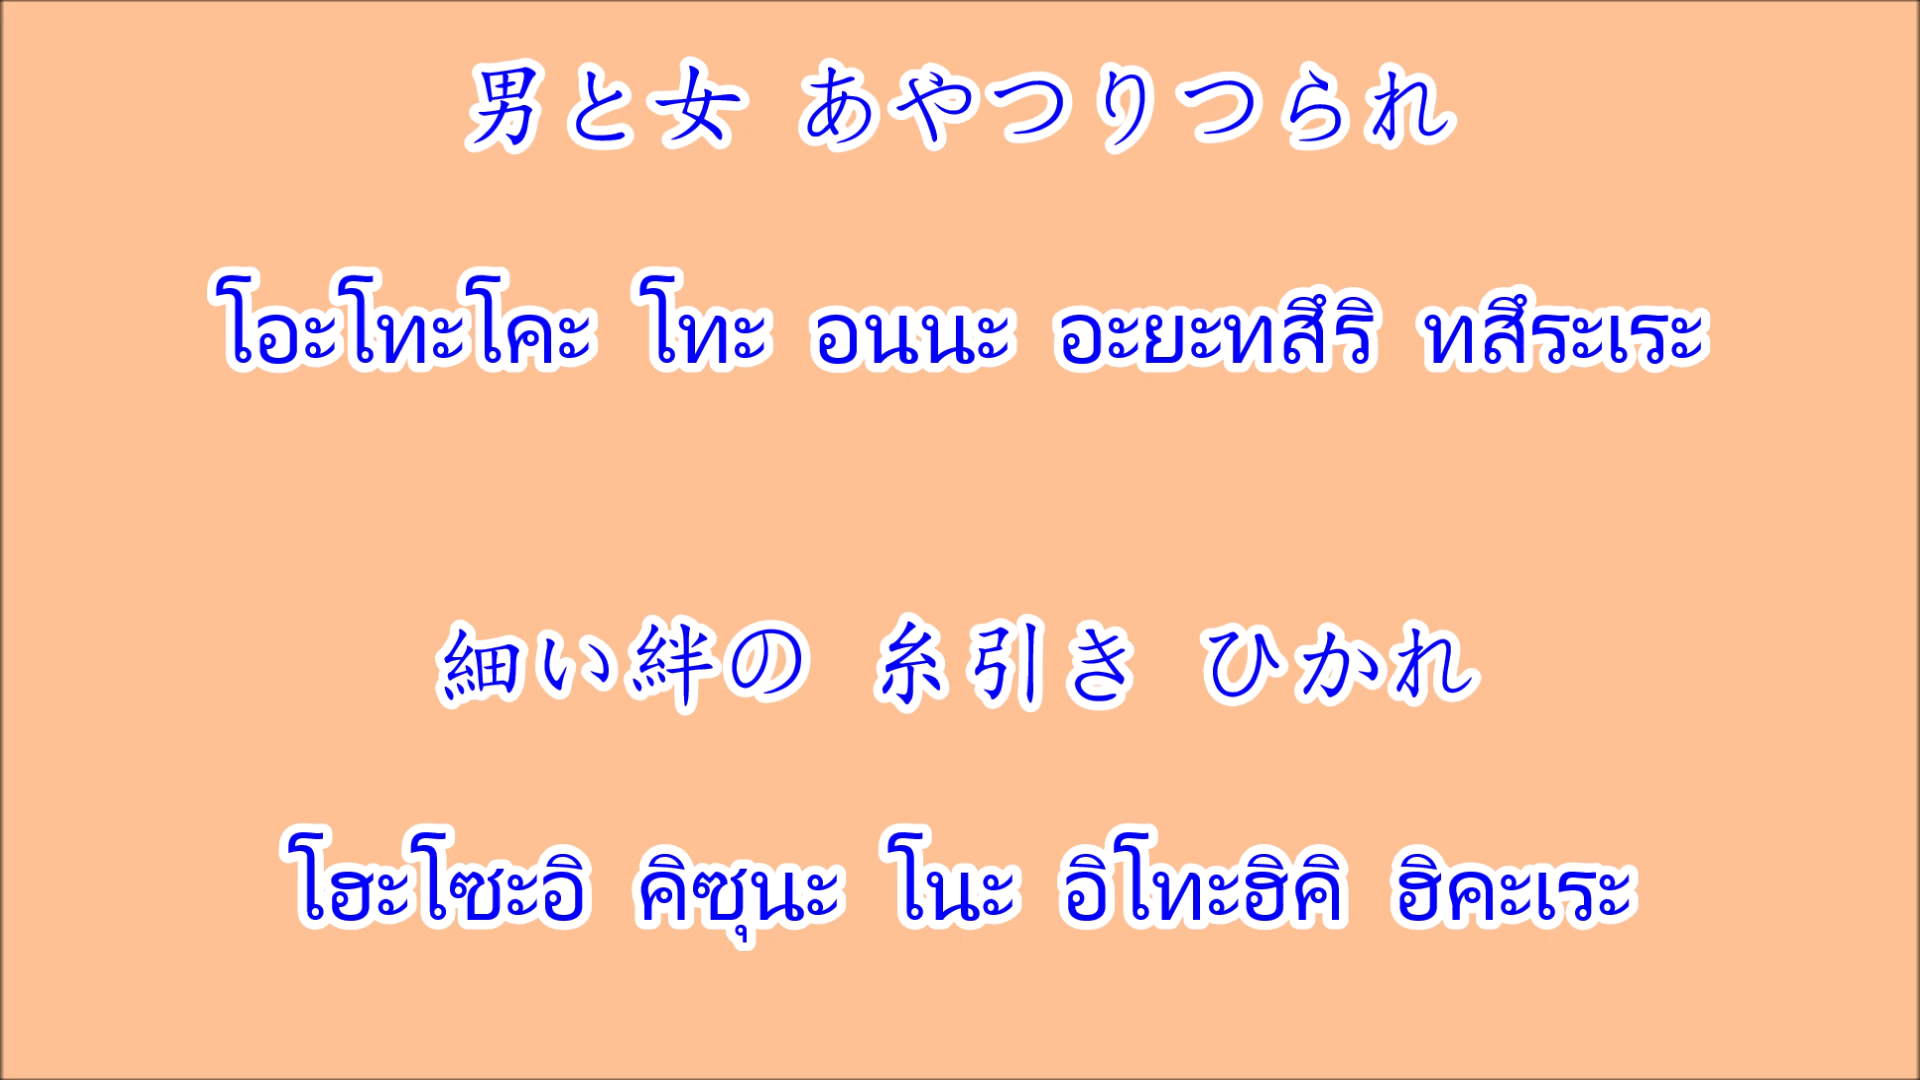 男と女 あやつりつられ
โอะโทะโคะ โทะ อนนะ อะยะทสึริ ทสึระเระ
細い絆の 糸引き ひかれ
โฮะโซะอิ คิซุนะ โนะ อิโทะฮิคิ ฮิคะเระ